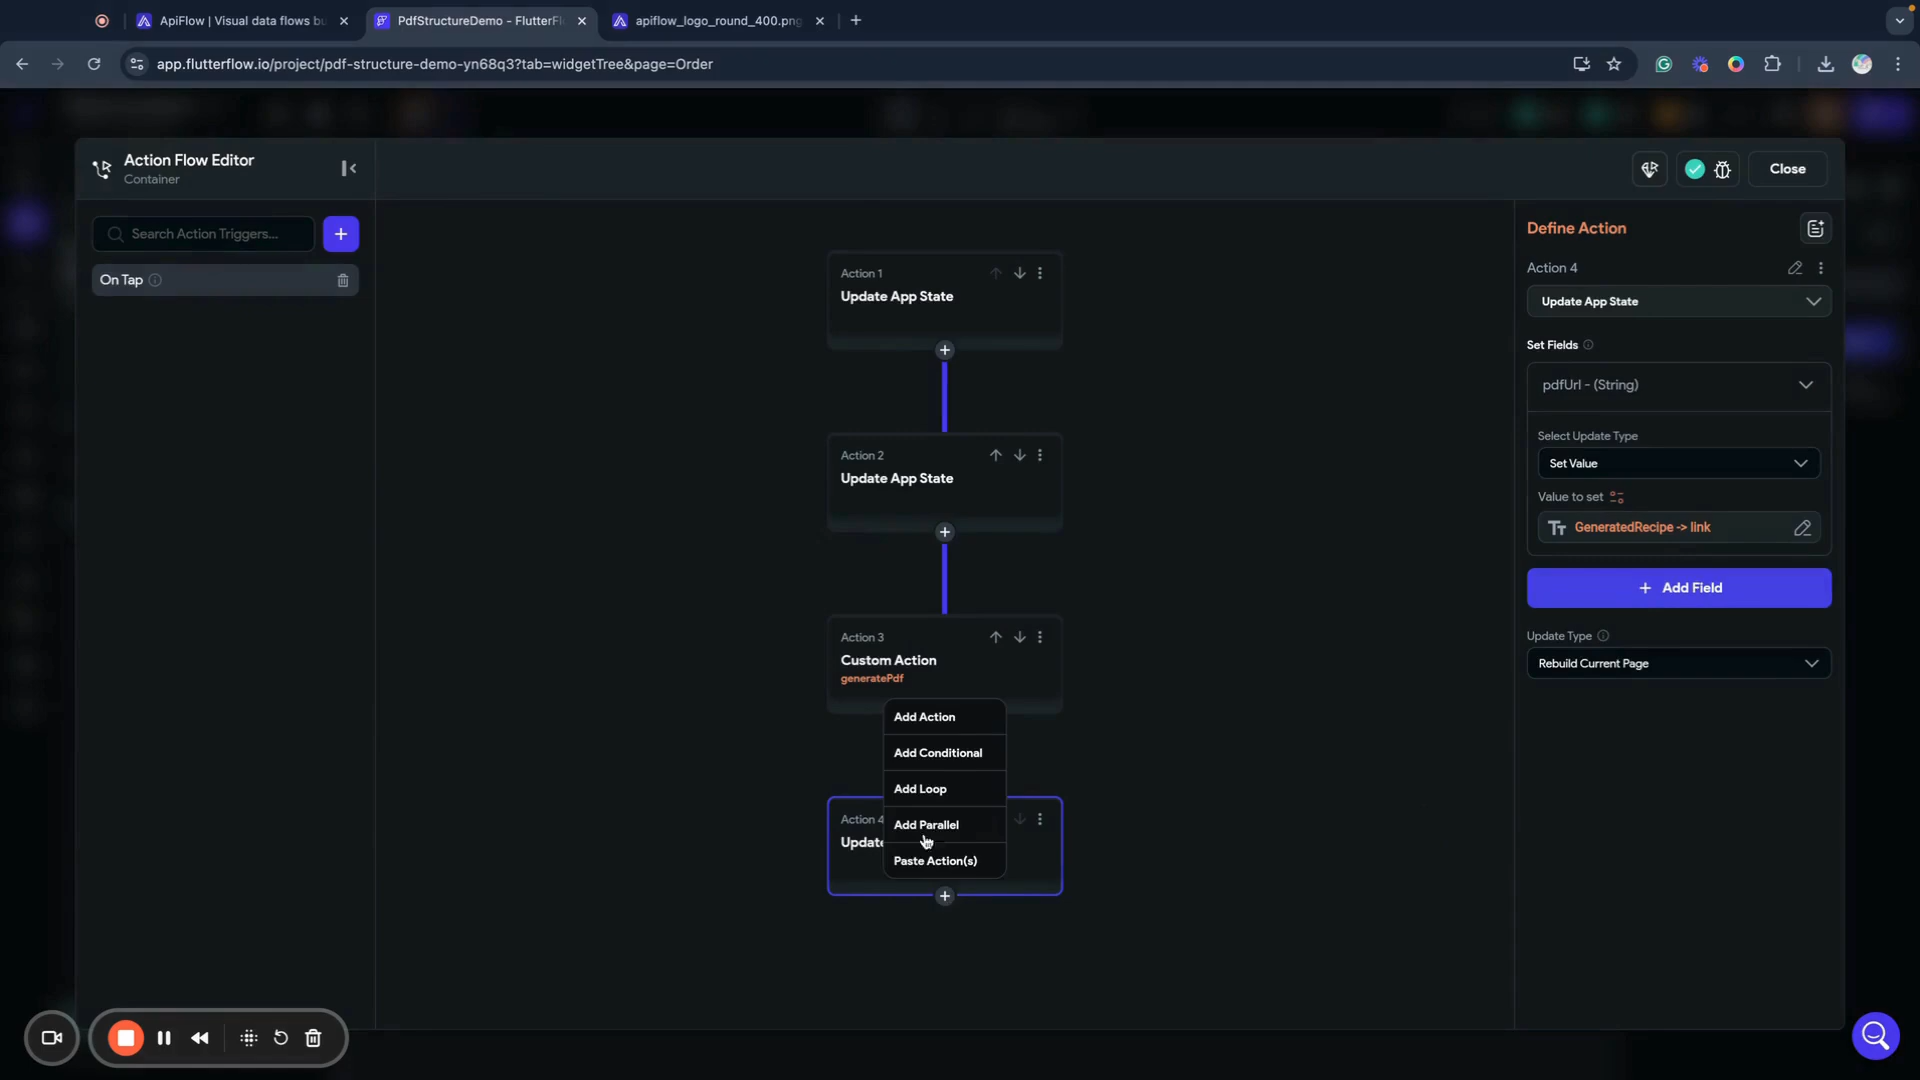 ApiFlow | Visual data flows bu
PdfStructureDemo - FlutterFl
apiflow_logo_round_400.png
app.flutterflow.io/project/pdf-structure-demo-yn68q3?tab=widgetTree&page=Order
Action Flow Editor
Container
Close
Search Action Triggers...
On Tap
Action 1
Update App State
Action 2
Update App State
Action 3
Custom Action
generatePdf
Add Action
Add Conditional
Add Loop
Add Parallel
Paste Action(s)
Action 4
Update
Define Action
Action 4
Update App State
Set Fields
pdfUrl - (String)
Select Update Type
Set Value
Value to set
GeneratedRecipe -> link
Add Field
Update Type
Rebuild Current Page